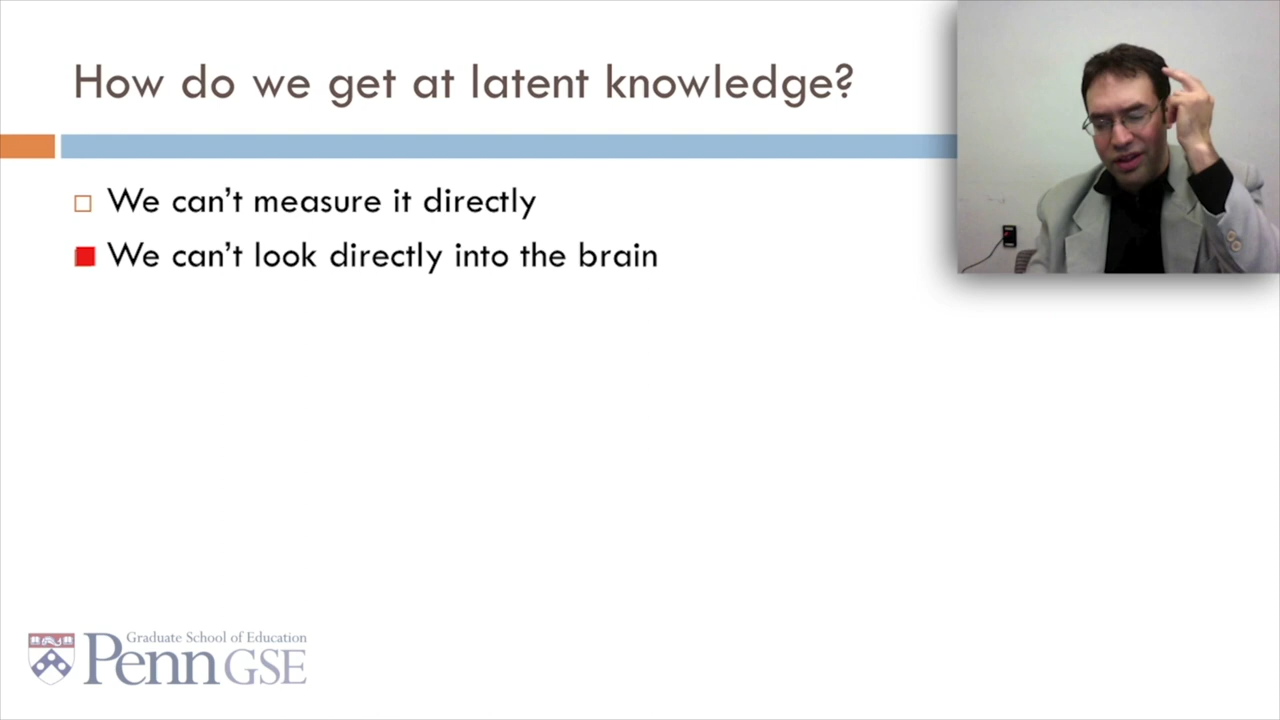 How do we get at latent knowledge?
We can’t measure it directly
We can’t look directly into the brain
Graduate School of Education
Penn GSE